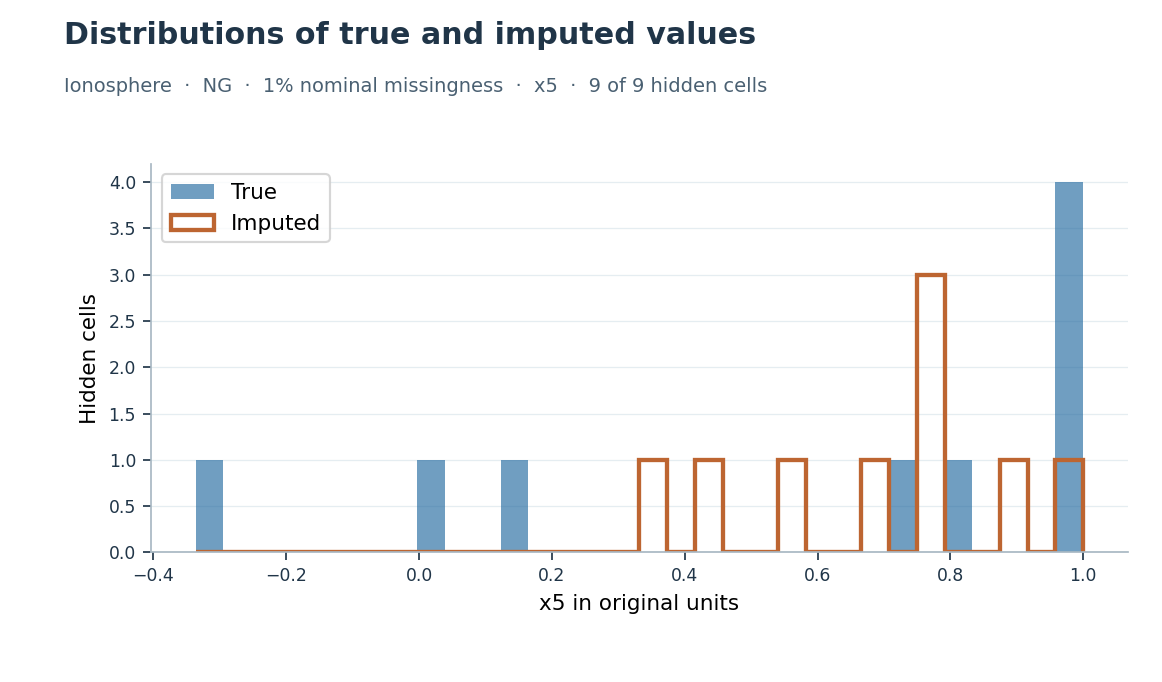 Distributions of true and imputed values
Ionosphere · NG · 1% nominal missingness · x5 · 9 of 9 hidden cells
True
Imputed
Hidden cells
4.0
3.5
3.0
2.5
2.0
1.5
1.0
0.5
0.0
−0.4 −0.2 0.0 0.2 0.4 0.6 0.8 1.0
x5 in original units